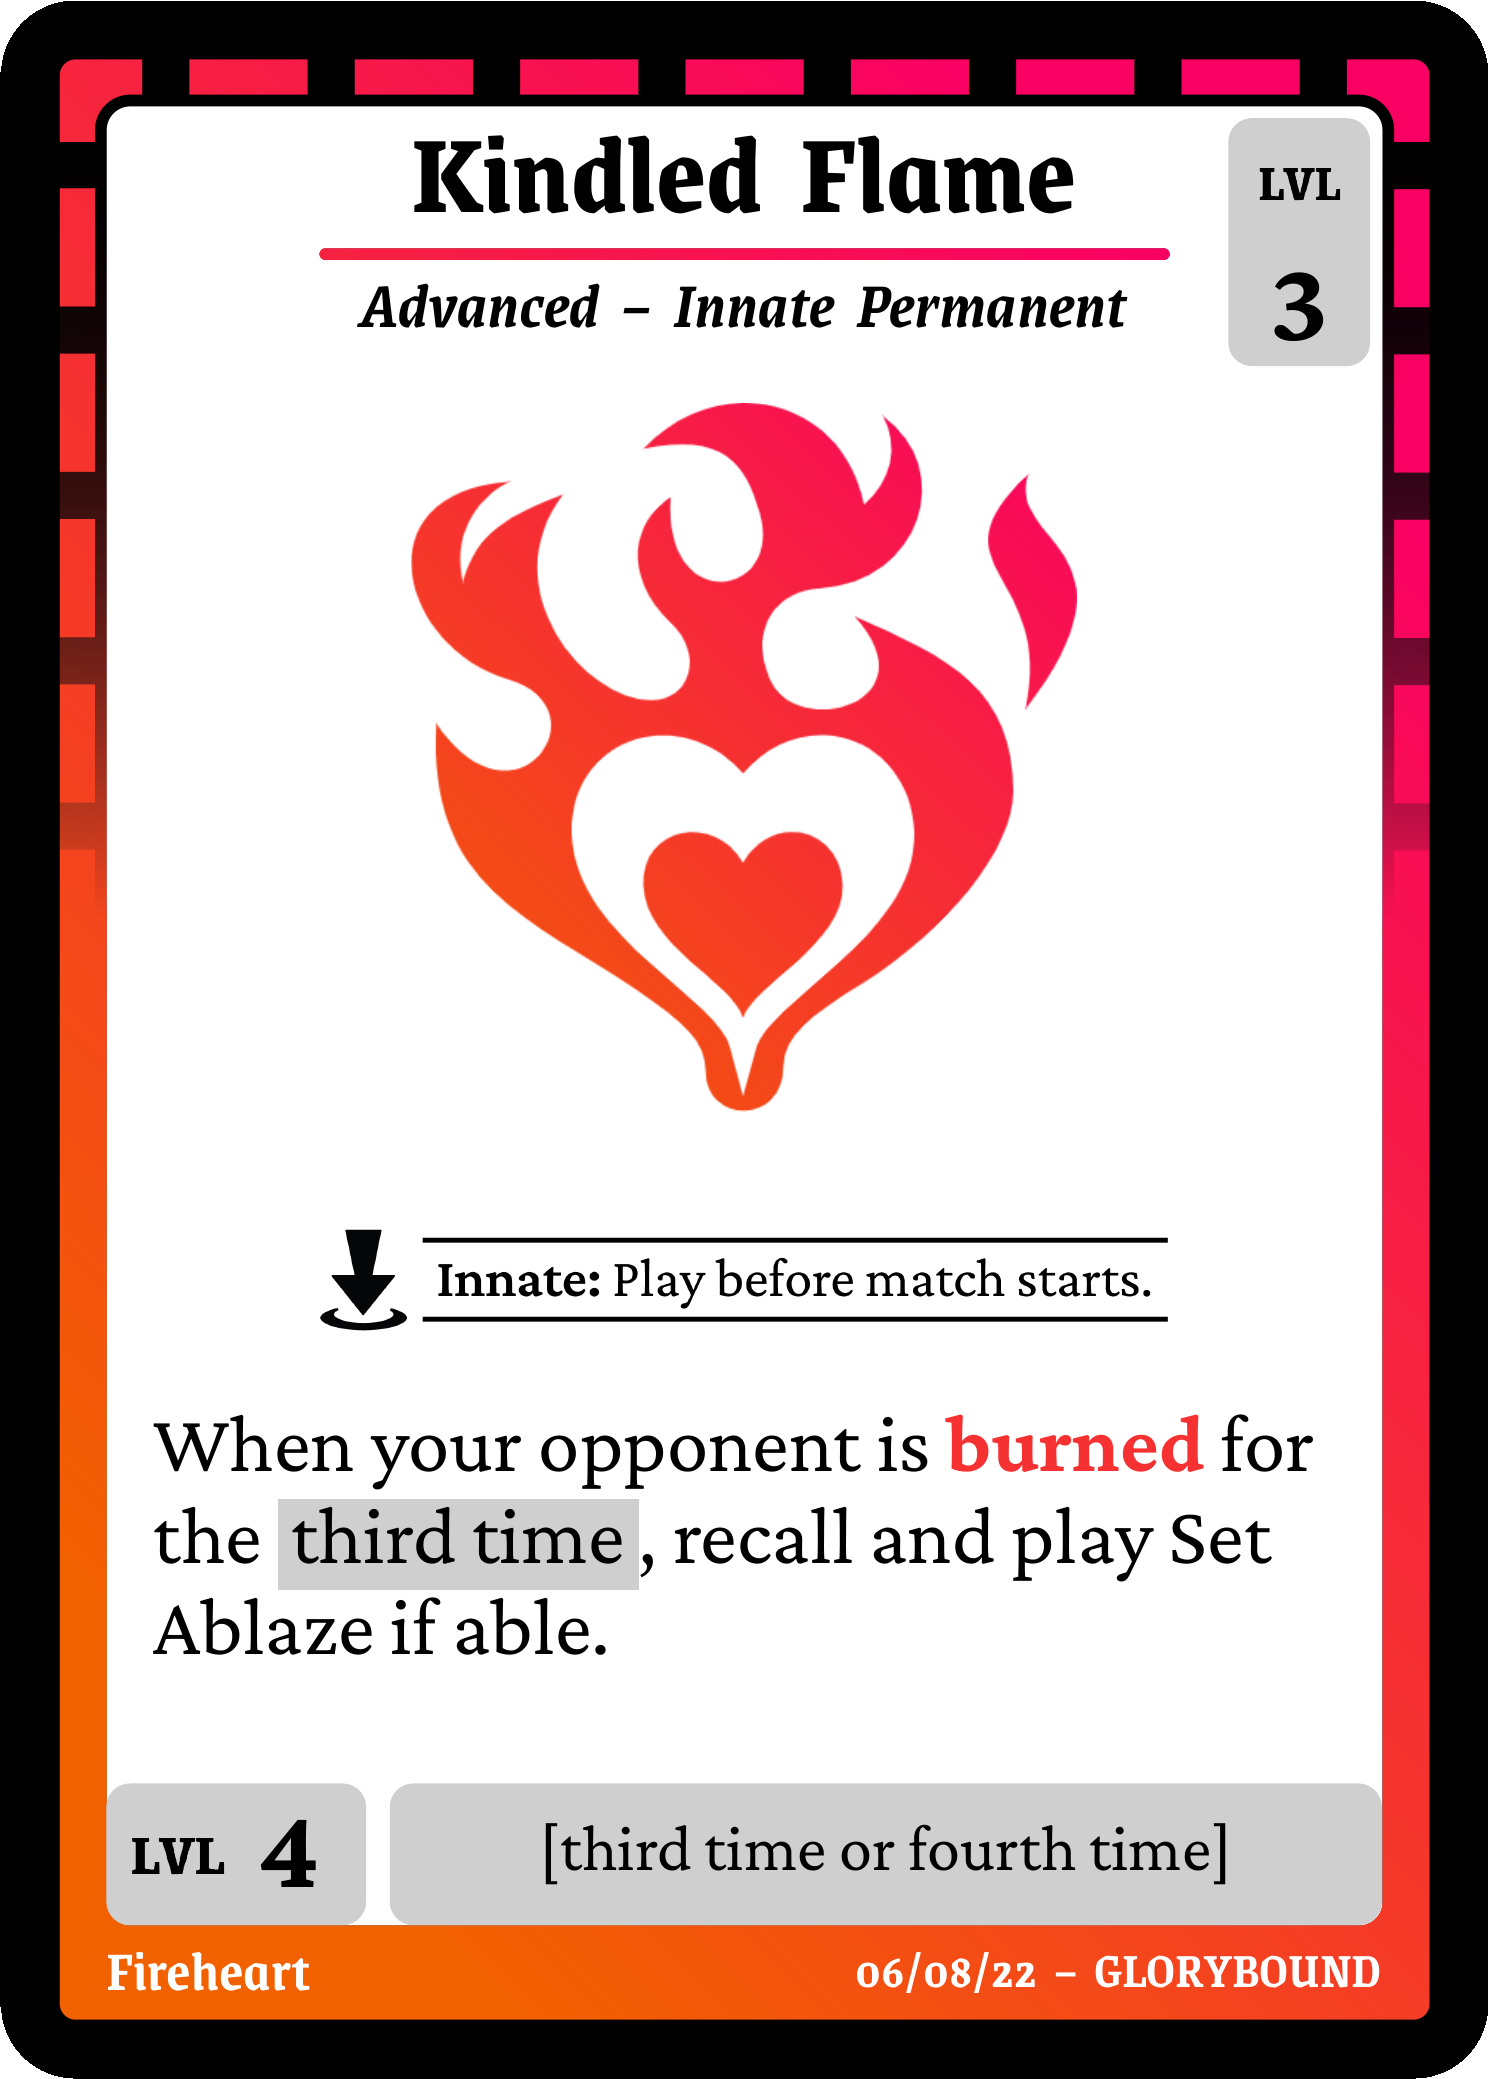 Kindled Flame
LVL
3
Advanced – Innate Permanent
Innate: Play before match starts.
When your opponent is burned for
the third time, recall and play Set
Ablaze if able.
LVL 4
[third time or fourth time]
Fireheart
06/08/22 – GLORYBOUND